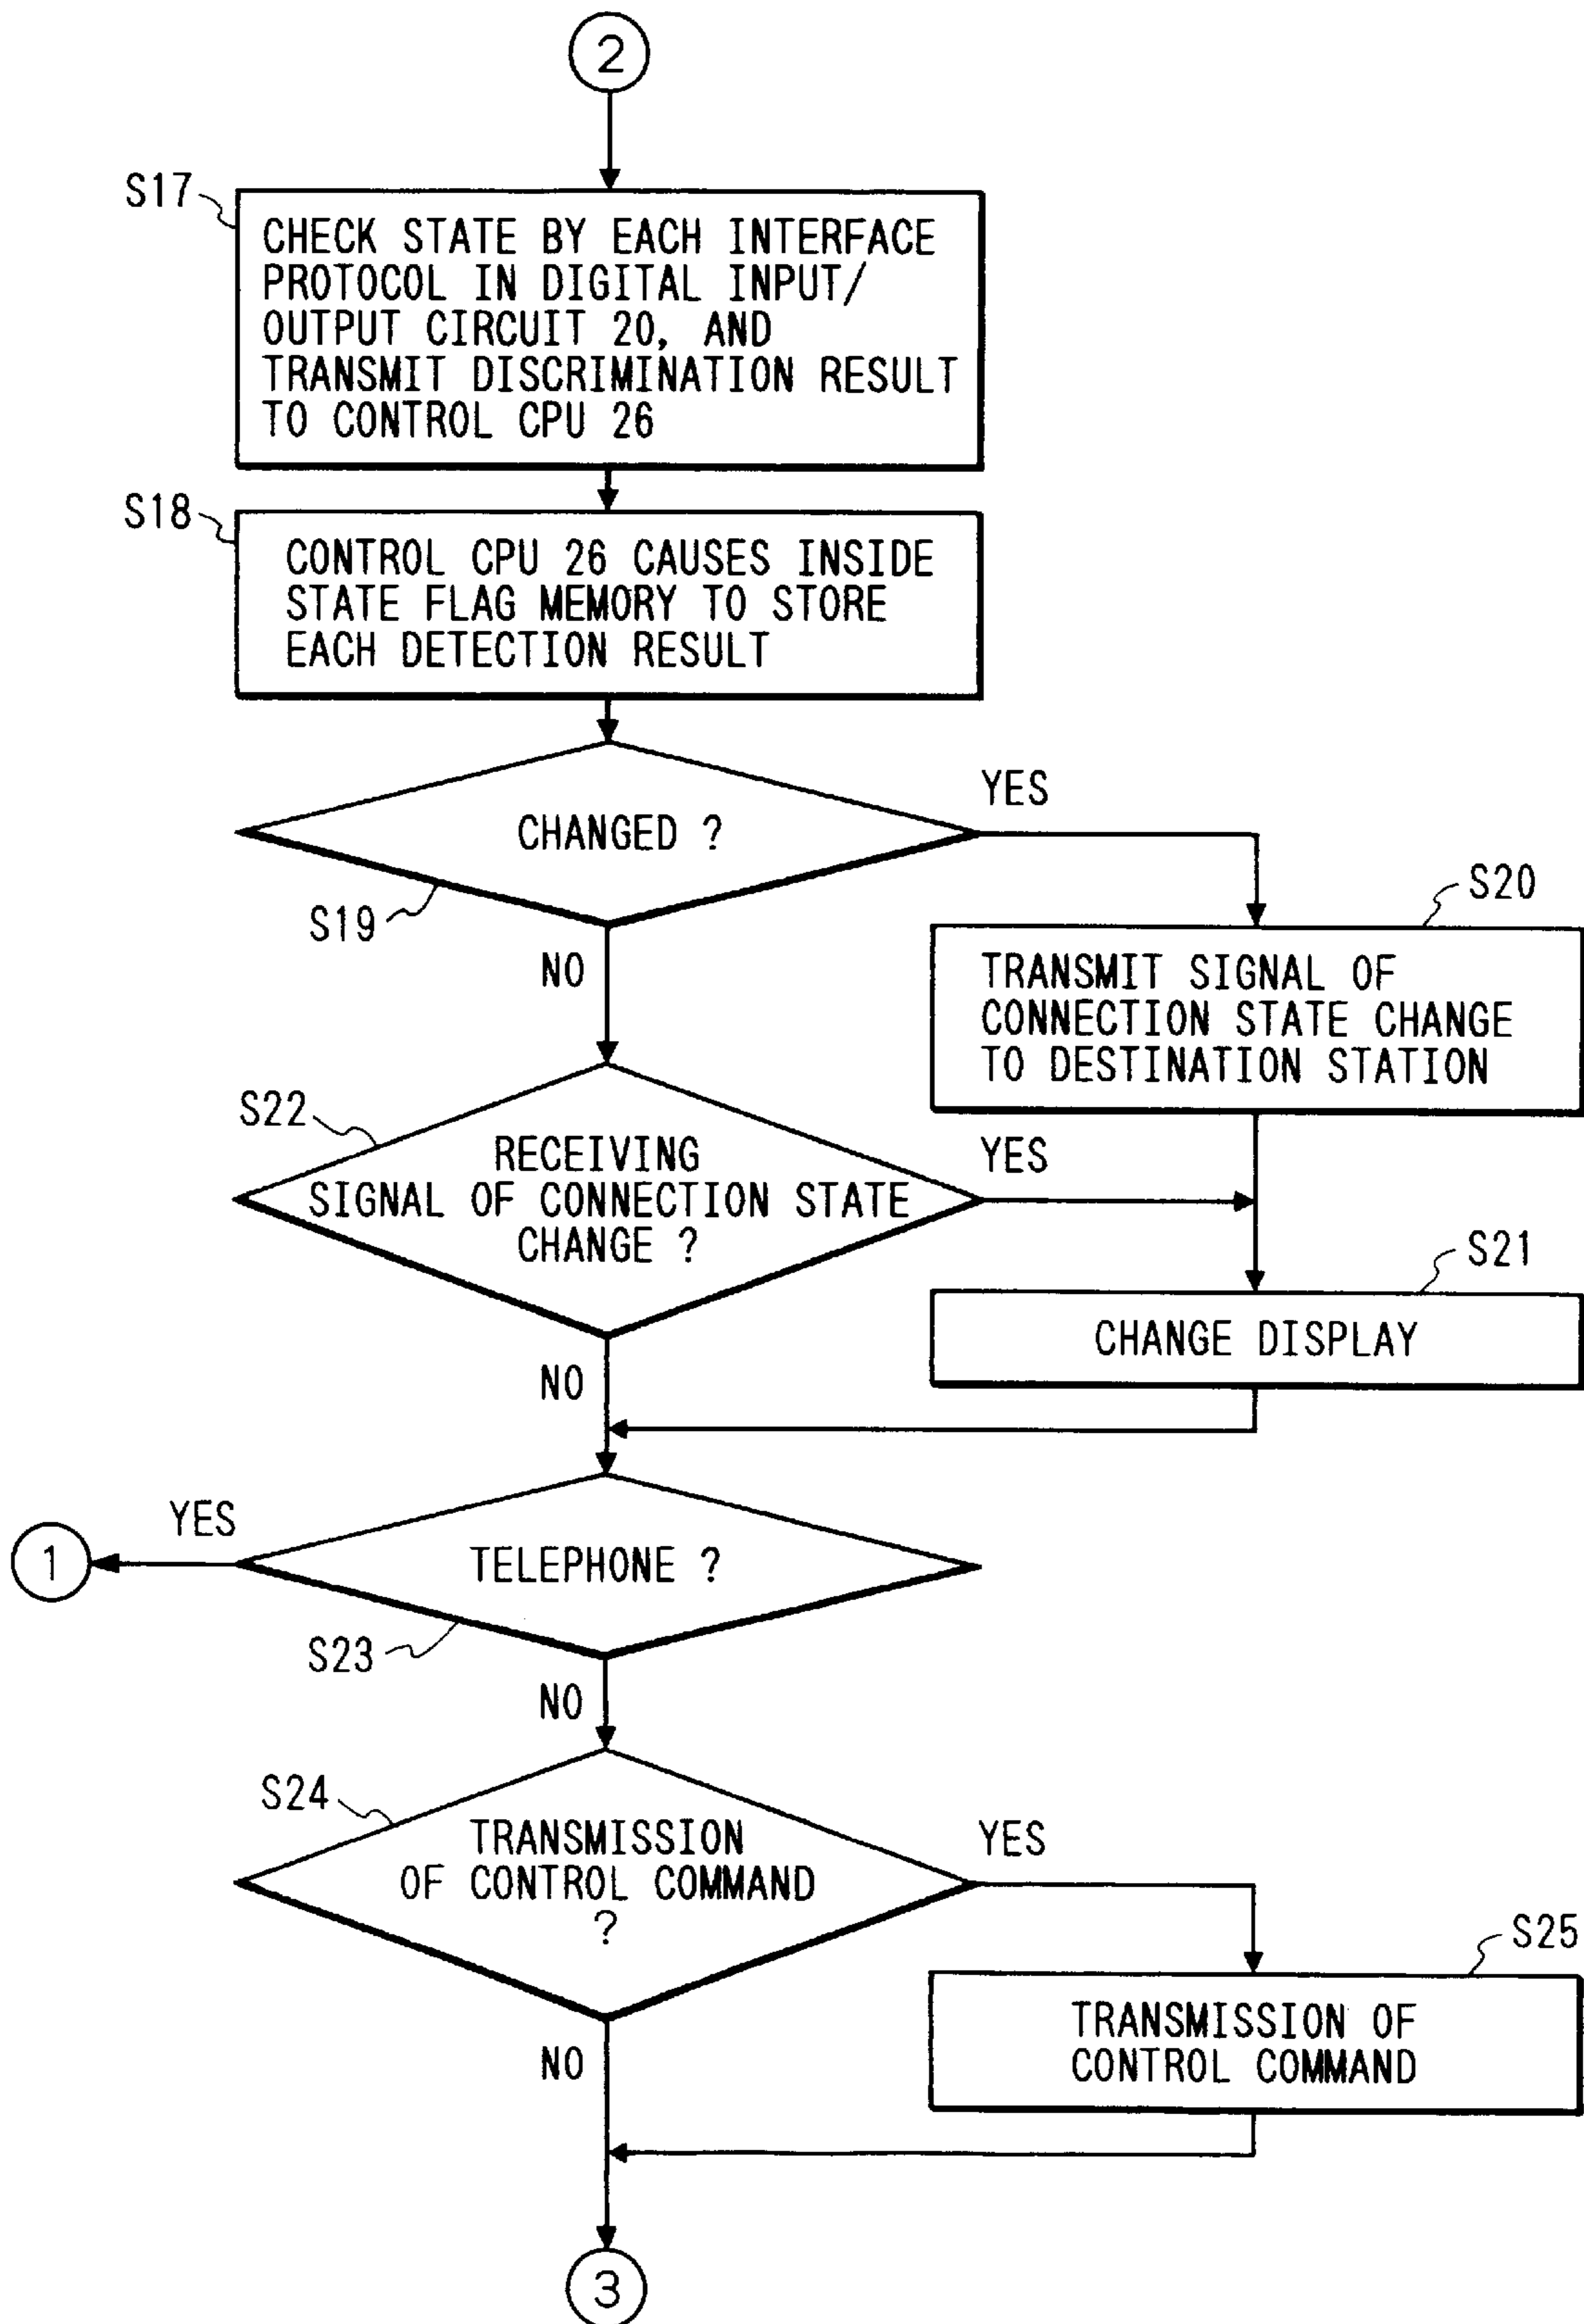 2
S17
CHECK STATE BY EACH INTERFACE
PROTOCOL IN DIGITAL INPUT/
OUTPUT CIRCUIT 20, AND
TRANSMIT DISCRIMINATION RESULT
TO CONTROL CPU 26
S18
CONTROL CPU 26 CAUSES INSIDE
STATE FLAG MEMORY TO STORE
EACH DETECTION RESULT
CHANGED ?
YES
S19
NO
S20
TRANSMIT SIGNAL OF
CONNECTION STATE CHANGE
TO DESTINATION STATION
S22
RECEIVING
SIGNAL OF CONNECTION STATE
CHANGE ?
YES
NO
S21
CHANGE DISPLAY
TELEPHONE ?
YES
1
S23
NO
S24
TRANSMISSION
OF CONTROL COMMAND
?
YES
NO
S25
TRANSMISSION OF
CONTROL COMMAND
3